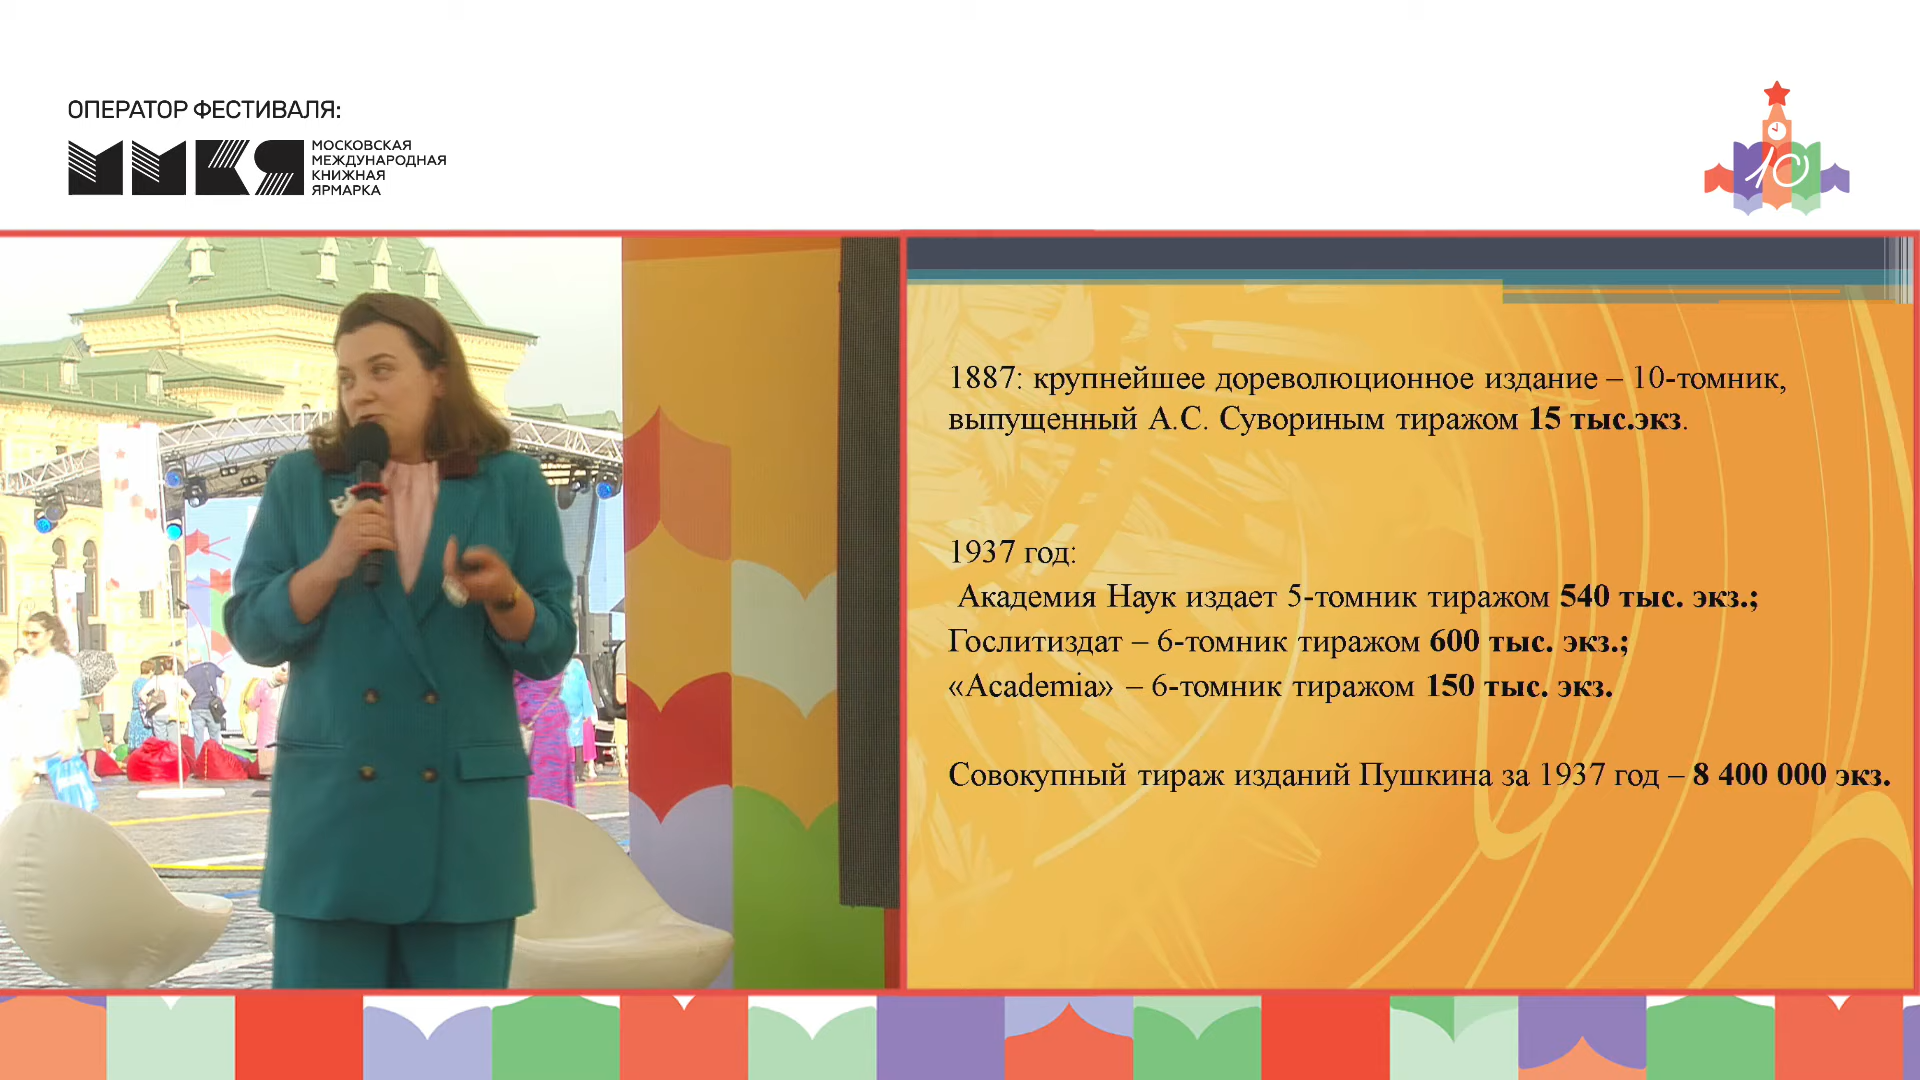 ОПЕРАТОР ФЕСТИВАЛЯ:
ММКЯ
МОСКОВСКАЯ
МЕЖДУНАРОДНАЯ
КНИЖНАЯ
ЯРМАРКА
10
1887: крупнейшее дореволюционное издание – 10-томник,
выпущенный А.С. Сувориным тиражом 15 тыс.экз.
1937 год:
Академия Наук издает 5-томник тиражом 540 тыс. экз.;
Гослитиздат – 6-томник тиражом 600 тыс. экз.;
«Academia» – 6-томник тиражом 150 тыс. экз.
Совокупный тираж изданий Пушкина за 1937 год – 8 400 000 экз.